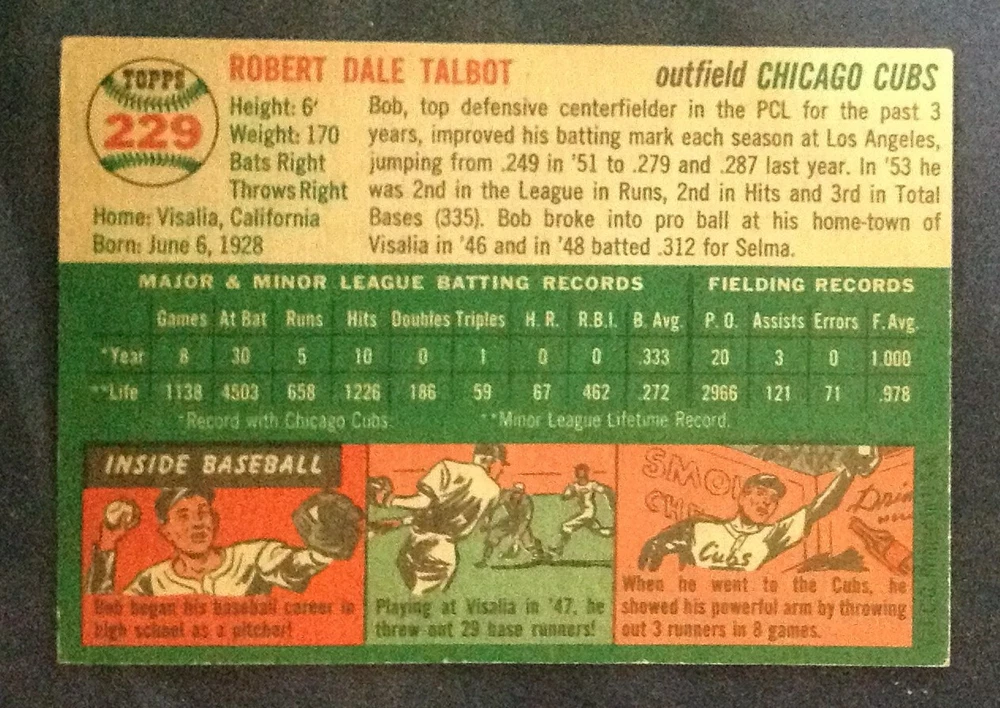 TOPPS
229
ROBERT DALE TALBOT
outfield CHICAGO CUBS
Height: 6'
Weight: 170
Bats Right
Throws Right
Home: Visalia, California
Born: June 6, 1928
Bob, top defensive centerfielder in the PCL for the past 3
years, improved his batting mark each season at Los Angeles,
jumping from .249 in '51 to .279 and .287 last year. In '53 he
was 2nd in the League in Runs, 2nd in Hits and 3rd in Total
Bases (335). Bob broke into pro ball at his home-town of
Visalia in '46 and in '48 batted .312 for Selma.
MAJOR & MINOR LEAGUE BATTING RECORDS FIELDING RECORDS
Games At Bat Runs Hits Doubles Triples H. R. R.B.I. B. Avg. P. O. Assists Errors F. Avg.
*Year 8 30 5 10 0 1 0 0 .333 20 3 0 1.000
**Life 1138 4503 658 1226 186 59 67 462 .272 2966 121 71 .978
*Record with Chicago Cubs. **Minor League Lifetime Record.
INSIDE BASEBALL
Bob began his baseball career in
high school as a pitcher!
Playing at Visalia in '47, he
threw out 29 base runners!
SMO
CH
Drin
Cubs
When he went to the Cubs, he
showed his powerful arm by throwing
out 3 runners in 8 games.